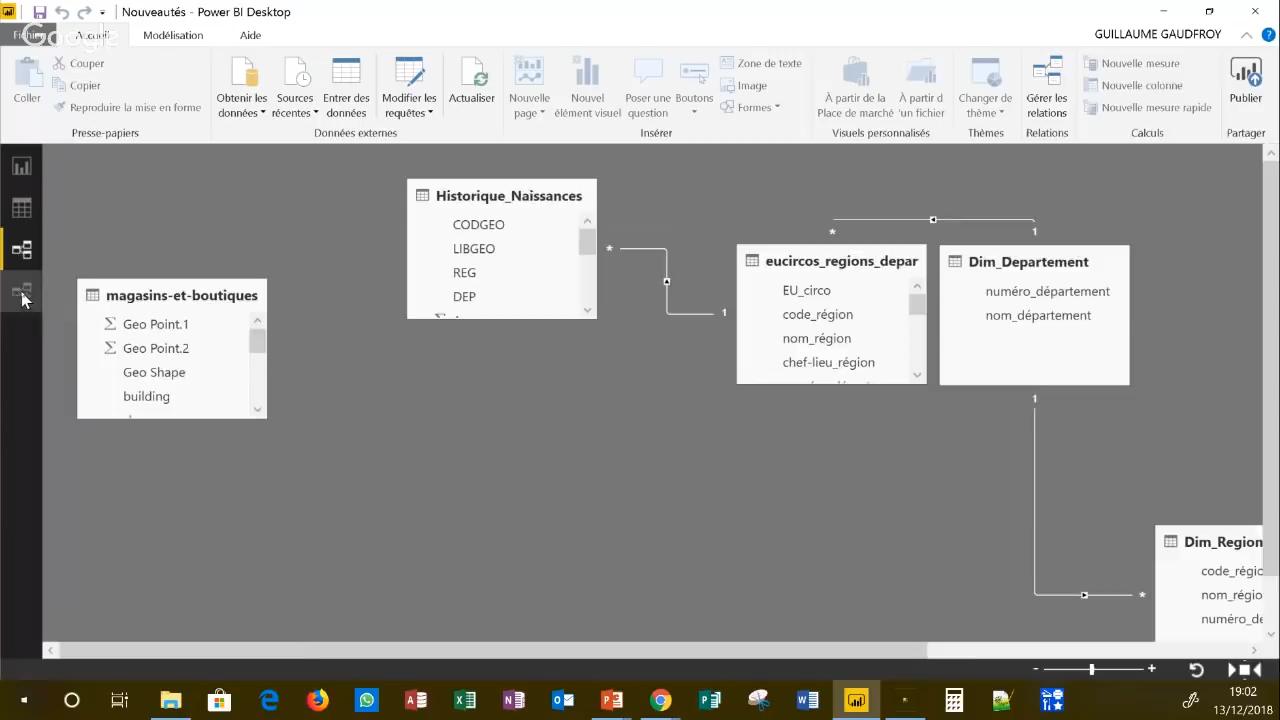 Nouveautés - Power BI Desktop
Fichier Accueil Modélisation Aide GUILLAUME GAUDFROY
Google
Coller
Couper
Copier
Reproduire la mise en forme
Presse-papiers
Obtenir les données
Sources récentes
Entrer des données
Données externes
Modifier les requêtes
Actualiser
Nouvelle page
Nouvel élément visuel
Poser une question
Boutons
Zone de texte
Image
Formes
Insérer
À partir de la Place de marché
À partir d'un fichier
Visuels personnalisés
Changer de thème
Thèmes
Gérer les relations
Relations
Nouvelle mesure
Nouvelle colonne
Nouvelle mesure rapide
Calculs
Publier
Partager
magasins-et-boutiques
Geo Point.1
Geo Point.2
Geo Shape
building
Historique_Naissances
CODGEO
LIBGEO
REG
DEP
*
1
eucircos_regions_depar
EU_circo
code_région
nom_région
chef-lieu_région
*
1
Dim_Departement
numéro_département
nom_département
1
*
Dim_Region
code_régio
nom_régio
numéro_de
19:02
13/12/2018